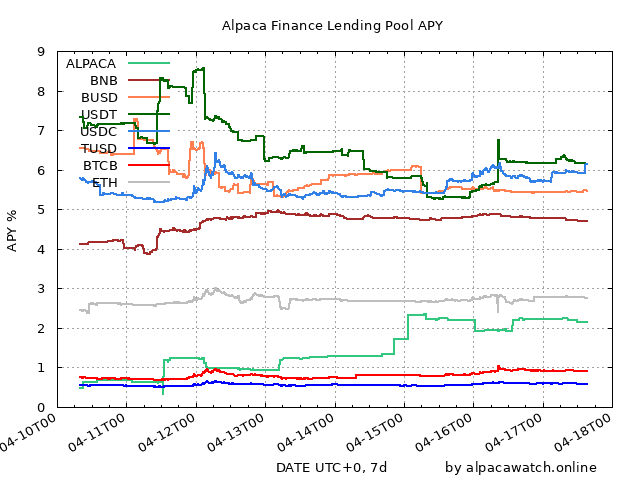 Alpaca Finance Lending Pool APY
9
8
7
6
5
4
3
2
1
0
APY %
ALPACA
BNB
BUSD
USDT
USDC
TUSD
BTCB
ETH
04-10T00
04-11T00
04-12T00
04-13T00
04-14T00
04-15T00
04-16T00
04-17T00
04-18T00
DATE UTC+0, 7d
by alpacawatch.online